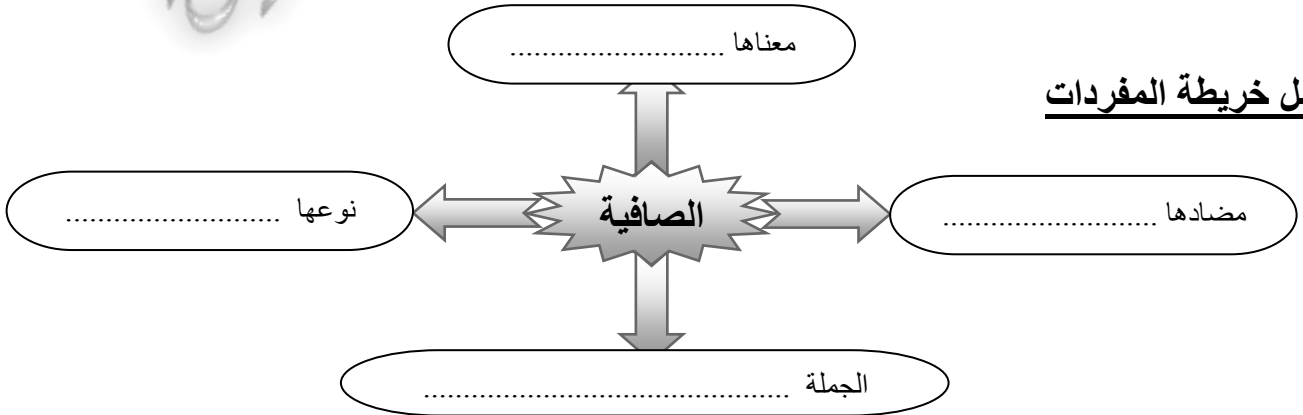 معناها ...........................
ل خريطة المفردات
مضادها ...........................
الصافية
نوعها ...........................
الجملة ..............................................